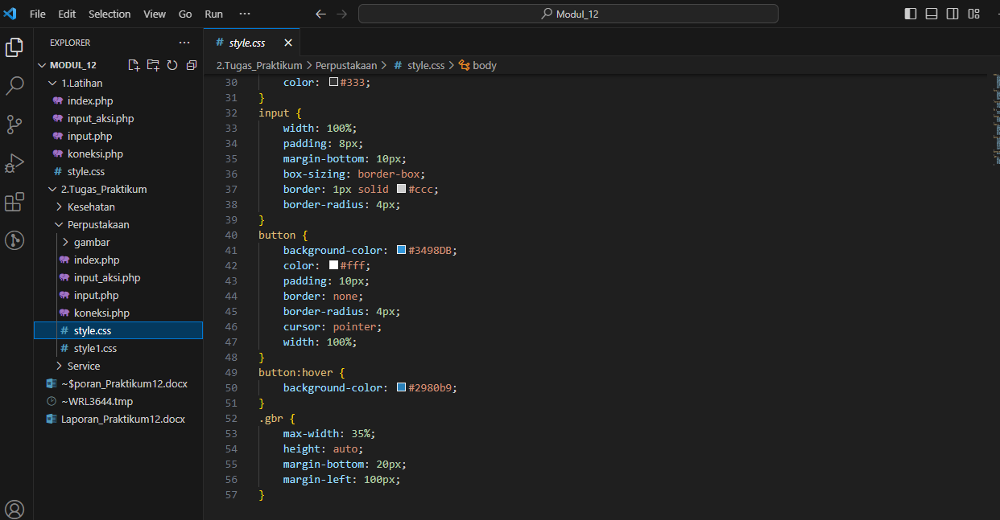 File Edit Selection View Go Run ··· ← → Modul_12
EXPLORER ···
MODUL_12
1.Latihan
index.php
input_aksi.php
input.php
koneksi.php
# style.css
2.Tugas_Praktikum
Kesehatan
Perpustakaan
gambar
index.php
input_aksi.php
input.php
koneksi.php
# style.css
# style1.css
Service
~$poran_Praktikum12.docx
~WRL3644.tmp
Laporan_Praktikum12.docx
# style.css ×
2.Tugas_Praktikum > Perpustakaan > # style.css > body
30 color: #333;
31 }
32 input {
33 width: 100%;
34 padding: 8px;
35 margin-bottom: 10px;
36 box-sizing: border-box;
37 border: 1px solid #ccc;
38 border-radius: 4px;
39 }
40 button {
41 background-color: #3498DB;
42 color: #fff;
43 padding: 10px;
44 border: none;
45 border-radius: 4px;
46 cursor: pointer;
47 width: 100%;
48 }
49 button:hover {
50 background-color: #2980b9;
51 }
52 .gbr {
53 max-width: 35%;
54 height: auto;
55 margin-bottom: 20px;
56 margin-left: 100px;
57 }